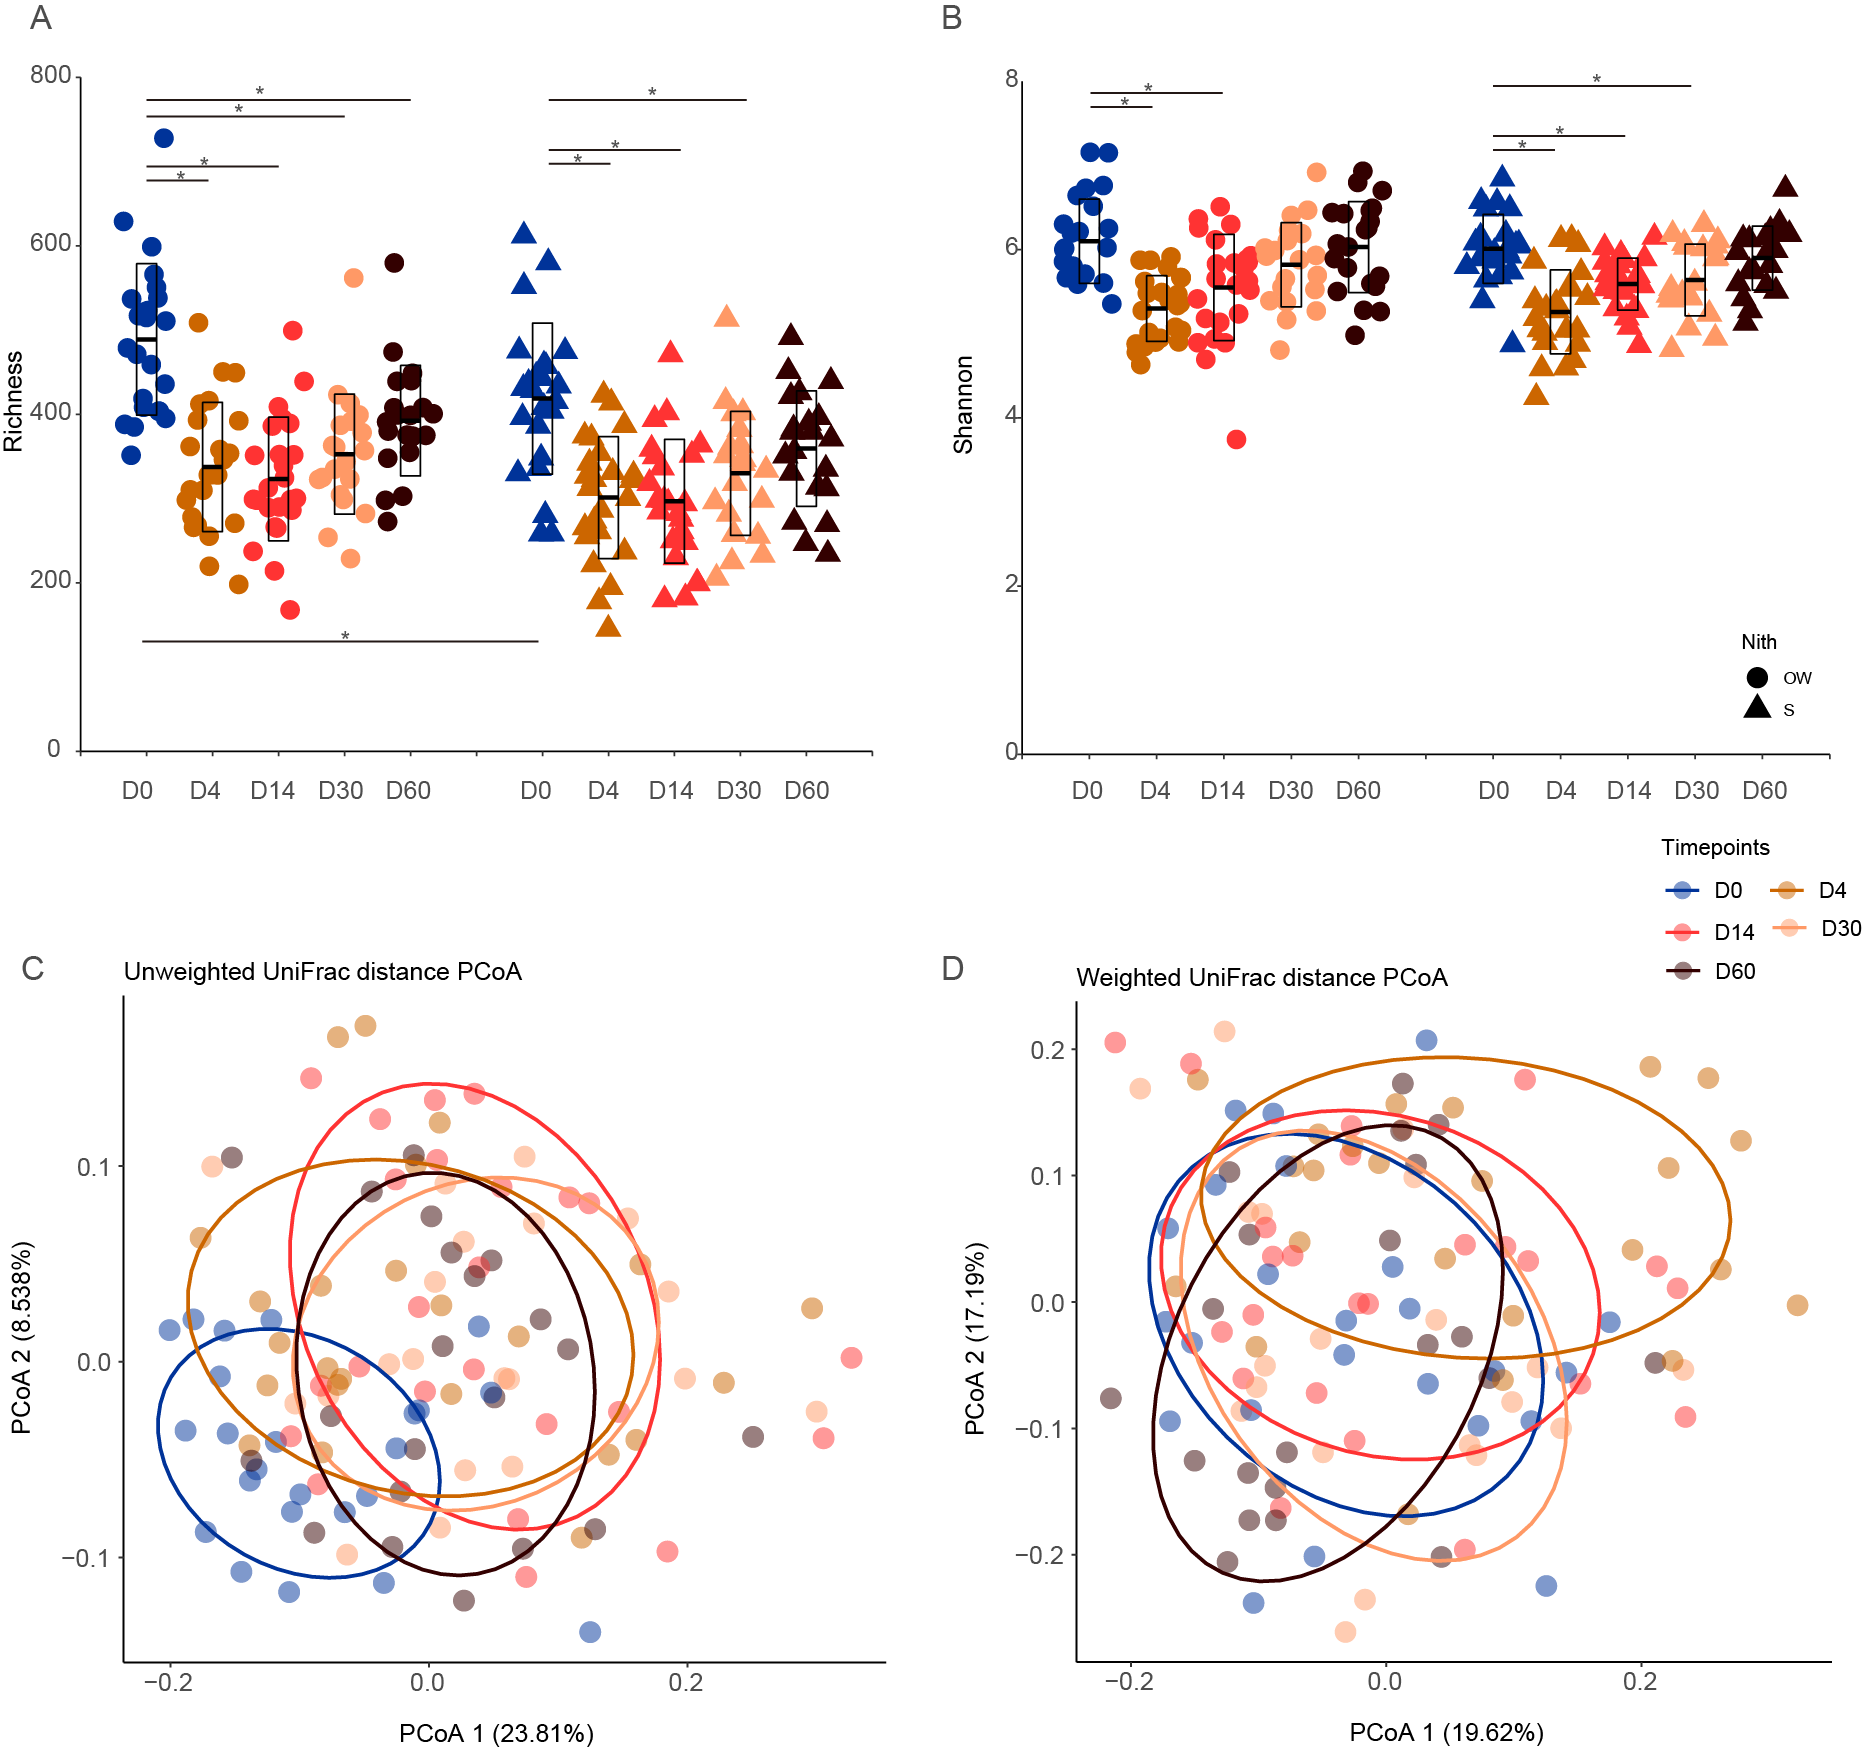 A
B
800
600
400
200
0
Richness
* * * *
* * *
*
D0 D4 D14 D30 D60 D0 D4 D14 D30 D60
8
6
4
2
0
Shannon
* *
* * *
Nith
OW
S
D0 D4 D14 D30 D60 D0 D4 D14 D30 D60
Timepoints
D0 D4
D14 D30
D60
C
Unweighted UniFrac distance PCoA
0.1
0.0
−0.1
PCoA 2 (8.538%)
−0.2 0.0 0.2
PCoA 1 (23.81%)
D
Weighted UniFrac distance PCoA
0.2
0.1
0.0
−0.1
−0.2
PCoA 2 (17.19%)
−0.2 0.0 0.2
PCoA 1 (19.62%)